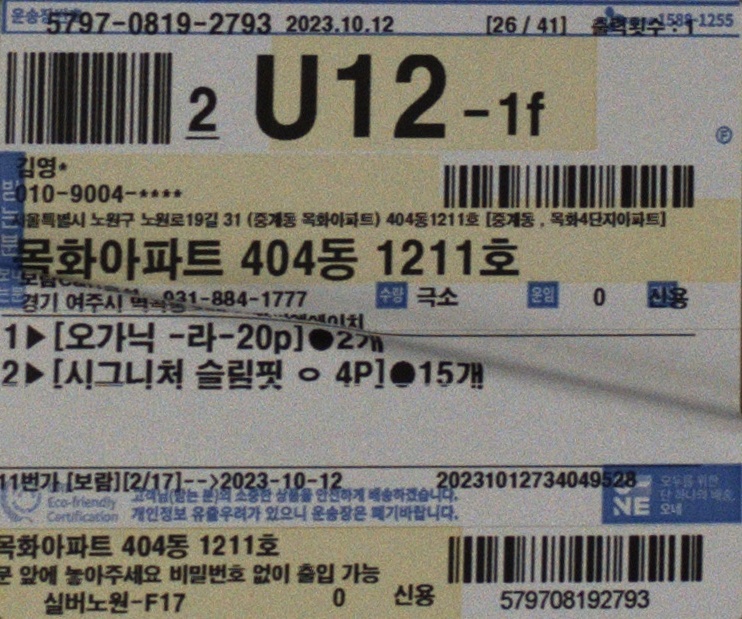 운송장번호 5797-0819-2793 2023.10.12 [26 / 41] 출력횟수 : 1 1588-1255
2 U12 -1f
Ⓟ
김영*
010-9004-****
서울특별시 노원구 노원로19길 31 (중계동 목화아파트) 404동1211호 [중계동 , 목화4단지아파트]
목화아파트 404동 1211호
경기 여주시 031-884-1777 수량 극소 운임 0 신용
1▶[오가닉 -라-20p]●2개
2▶[시그니처 슬림핏 ㅇ 4P]●15개
11번가 [보람][2/17]-->2023-10-12 20231012734049528
Eco-friendly
Certification
고객님(받는 분)의 소중한 상품을 안전하게 배송하겠습니다.
개인정보 유출우려가 있으니 운송장은 폐기바랍니다.
NE
모두를 위한
단 하나의 배송,
오네
목화아파트 404동 1211호
문 앞에 놓아주세요 비밀번호 없이 출입 가능
실버노원-F17 0 신용
579708192793